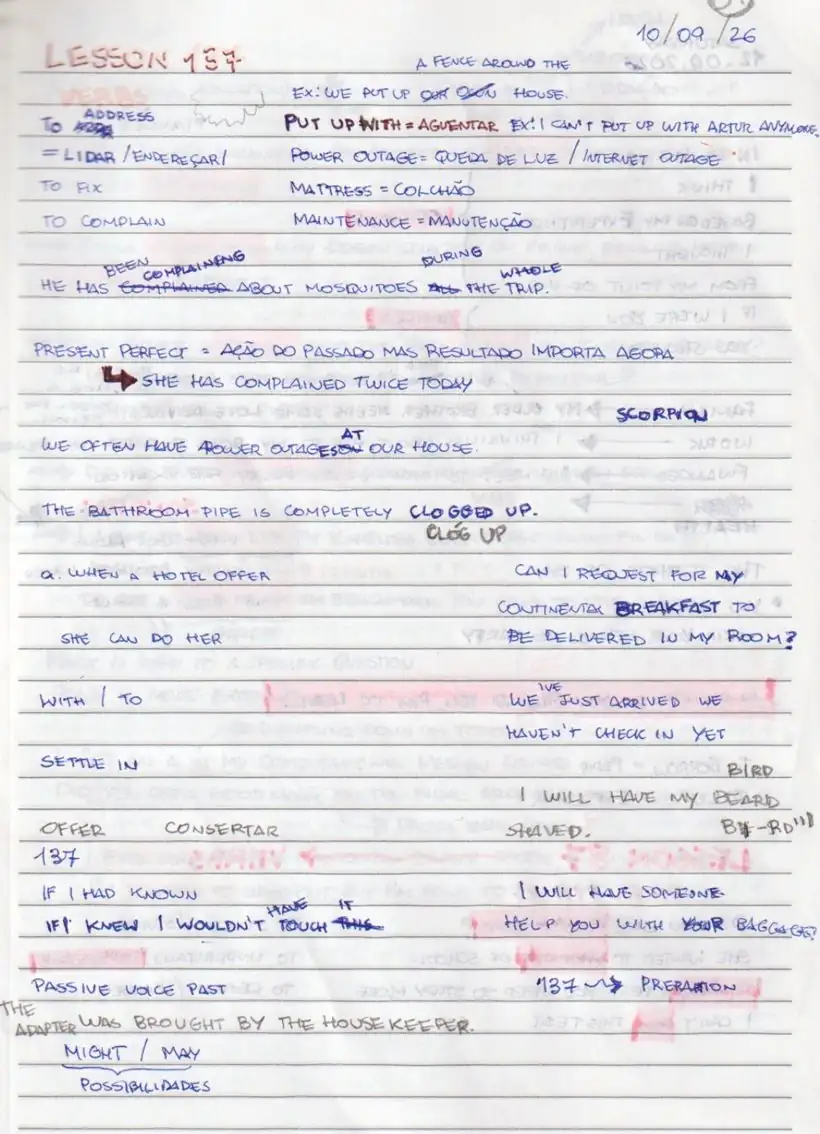 10/09/26
LESSON 157
A FENCE AROUND THE
EX: WE PUT UP OUR OWN HOUSE.
TO ADDRESS
PUT UP WITH = AGUENTAR EX: I CAN'T PUT UP WITH ARTUR ANYMORE.
= LIDAR / ENDEREÇAR /
POWER OUTAGE = QUEDA DE LUZ / INTERNET OUTAGE
TO FIX
MATTRESS = COLCHÃO
TO COMPLAIN
MAINTENANCE = MANUTENÇÃO
BEEN COMPLAINENG DURING WHOLE
HE HAS COMPLAINED ABOUT MOSQUITOES ALL THE TRIP.
PRESENT PERFECT = AÇÃO DO PASSADO MAS RESULTADO IMPORTA AGORA
SHE HAS COMPLAINED TWICE TODAY
SCORPION
AT
WE OFTEN HAVE POWER OUTAGES ON OUR HOUSE.
THE BATHROOM PIPE IS COMPLETELY CLOGGED UP.
CLOG UP
a. WHEN A HOTEL OFFER
CAN I REQUEST FOR MY
CONTINENTAL BREAKFAST TO
SHE CAN DO HER
BE DELIVERED IN MY ROOM?
WITH / TO
WE 'VE JUST ARRIVED WE
HAVEN'T CHECK IN YET
SETTLE IN
BIRD
I WILL HAVE MY BEARD
OFFER CONSERTAR
SHAVED.
137
IF I HAD KNOWN
I WILL HAVE SOMEONE
HAVE IT
IF I KNEW I WOULDN'T TOUCH THIS
HELP YOU WITH YOUR BAGGAGE?
PASSIVE VOICE PAST
137 PREPARTION
THE
ADAPTER WAS BROUGHT BY THE HOUSEKEEPER.
MIGHT / MAY
POSSIBILIDADES